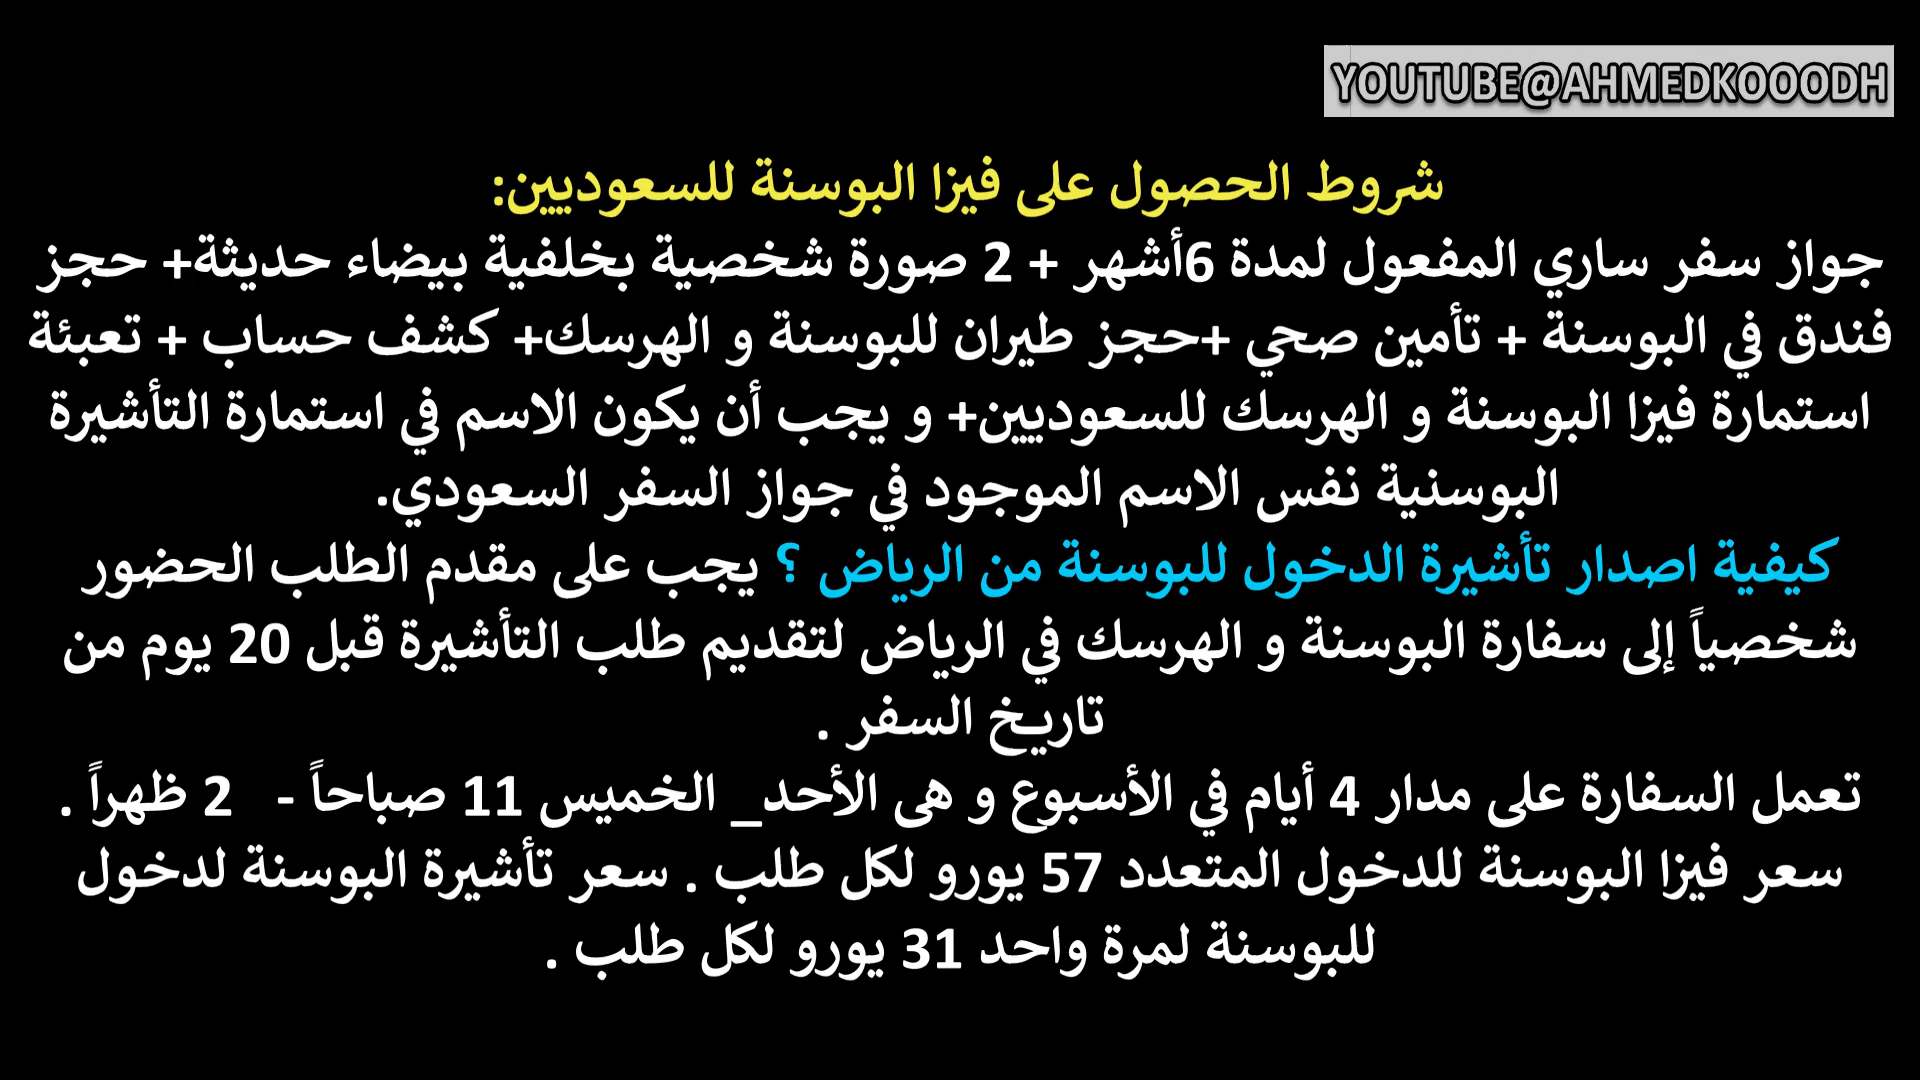 YOUTUBE@AHMEDKOOODH
شروط الحصول على فيزا البوسنة للسعوديين:
جواز سفر ساري المفعول لمدة 6أشهر + 2 صورة شخصية بخلفية بيضاء حديثة+ حجز
فندق في البوسنة + تأمين صحي +حجز طيران للبوسنة و الهرسك+ كشف حساب + تعبئة
استمارة فيزا البوسنة و الهرسك للسعوديين+ و يجب أن يكون الاسم في استمارة التأشيرة
البوسنية نفس الاسم الموجود في جواز السفر السعودي.
كيفية اصدار تأشيرة الدخول للبوسنة من الرياض ؟ يجب على مقدم الطلب الحضور
شخصياً إلى سفارة البوسنة و الهرسك في الرياض لتقديم طلب التأشيرة قبل 20 يوم من
تاريخ السفر .
تعمل السفارة على مدار 4 أيام في الأسبوع و هى الأحد_ الخميس 11 صباحاً - 2 ظهراً .
سعر فيزا البوسنة للدخول المتعدد 57 يورو لكل طلب . سعر تأشيرة البوسنة لدخول
للبوسنة لمرة واحد 31 يورو لكل طلب .